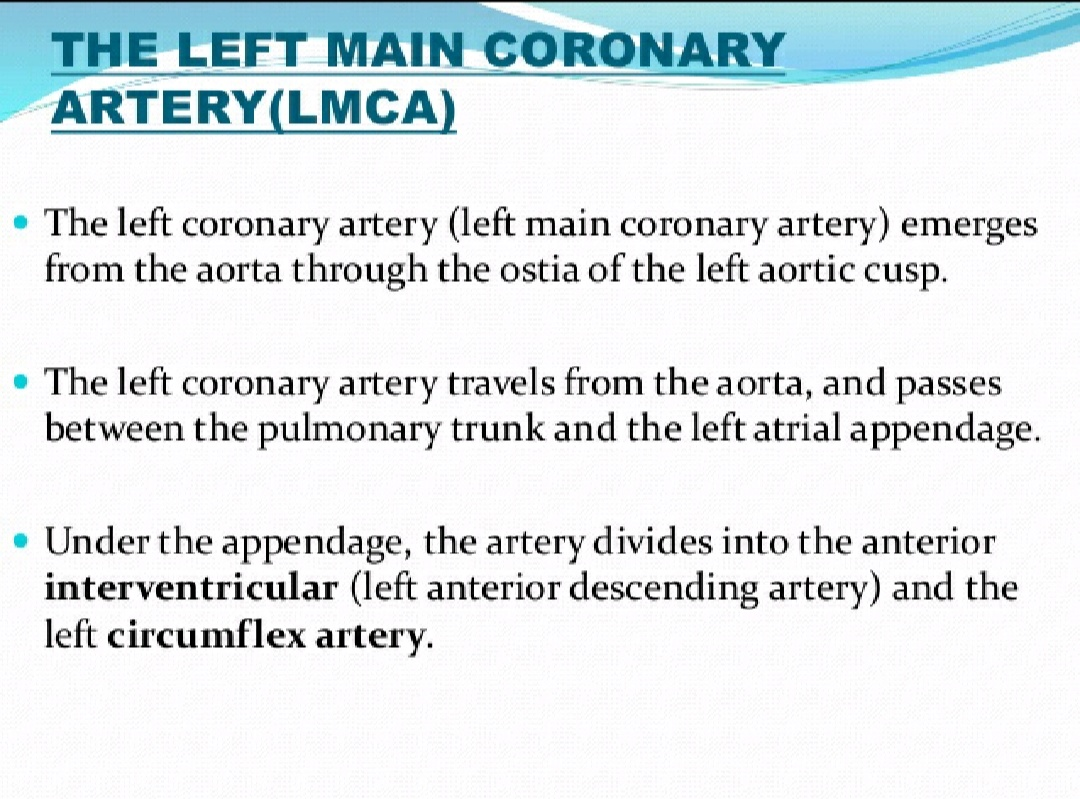 THE LEFT MAIN CORONARY
ARTERY(LMCA)
• The left coronary artery (left main coronary artery) emerges
from the aorta through the ostia of the left aortic cusp.
• The left coronary artery travels from the aorta, and passes
between the pulmonary trunk and the left atrial appendage.
• Under the appendage, the artery divides into the anterior
interventricular (left anterior descending artery) and the
left circumflex artery.